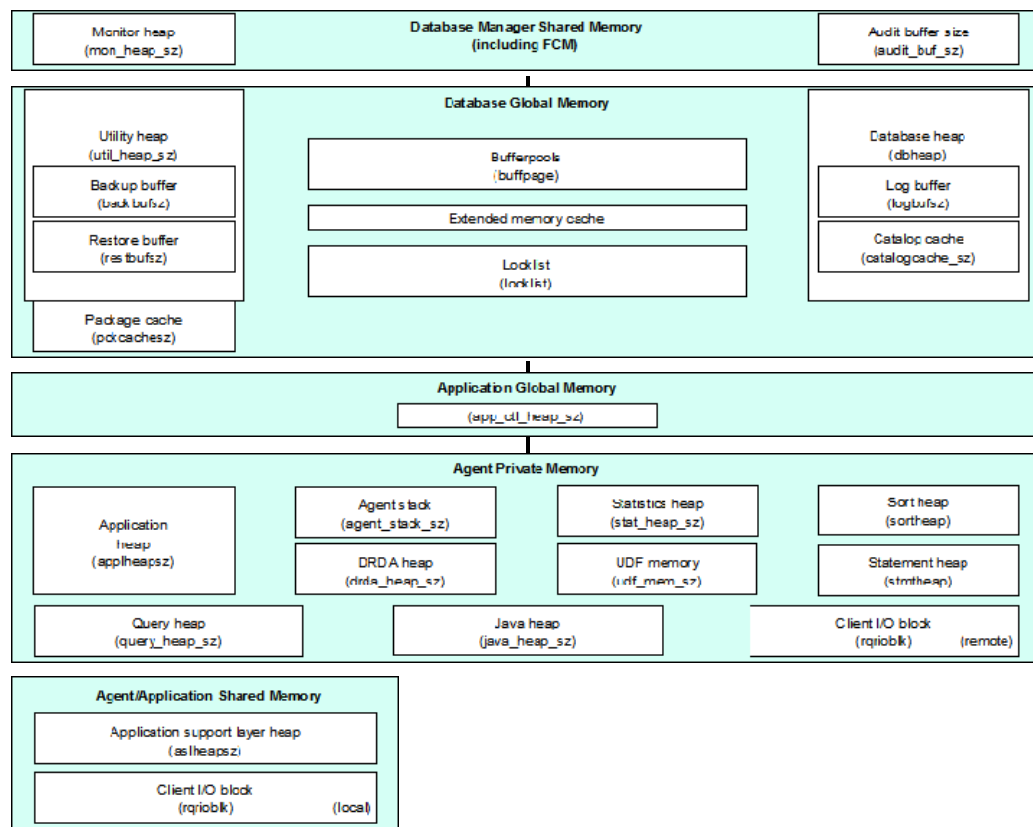 Database Manager Shared Memory
(including FCM)
Monitor heap
(mon_heap_sz)
Audit buffer size
(audit_buf_sz)
Database Global Memory
Utility heap
(util_heap_sz)
Backup buffer
(backbufsz)
Restore buffer
(restbufsz)
Package cache
(pckcachesz)
Bufferpools
(buffpage)
Extended memory cache
Locklist
(locklist)
Database heap
(dbheap)
Log buffer
(logbufsz)
Catalog cache
(catalogcache_sz)
Application Global Memory
(app_ctl_heap_sz)
Agent Private Memory
Application
heap
(applheapsz)
Agent stack
(agent_stack_sz)
Statistics heap
(stat_heap_sz)
Sort heap
(sortheap)
DRDA heap
(drda_heap_sz)
UDF memory
(udf_mem_sz)
Statement heap
(stmtheap)
Query heap
(query_heap_sz)
Java heap
(java_heap_sz)
Client I/O block
(rqrioblk) (remote)
Agent/Application Shared Memory
Application support layer heap
(aslheapsz)
Client I/O block
(rqrioblk) (local)